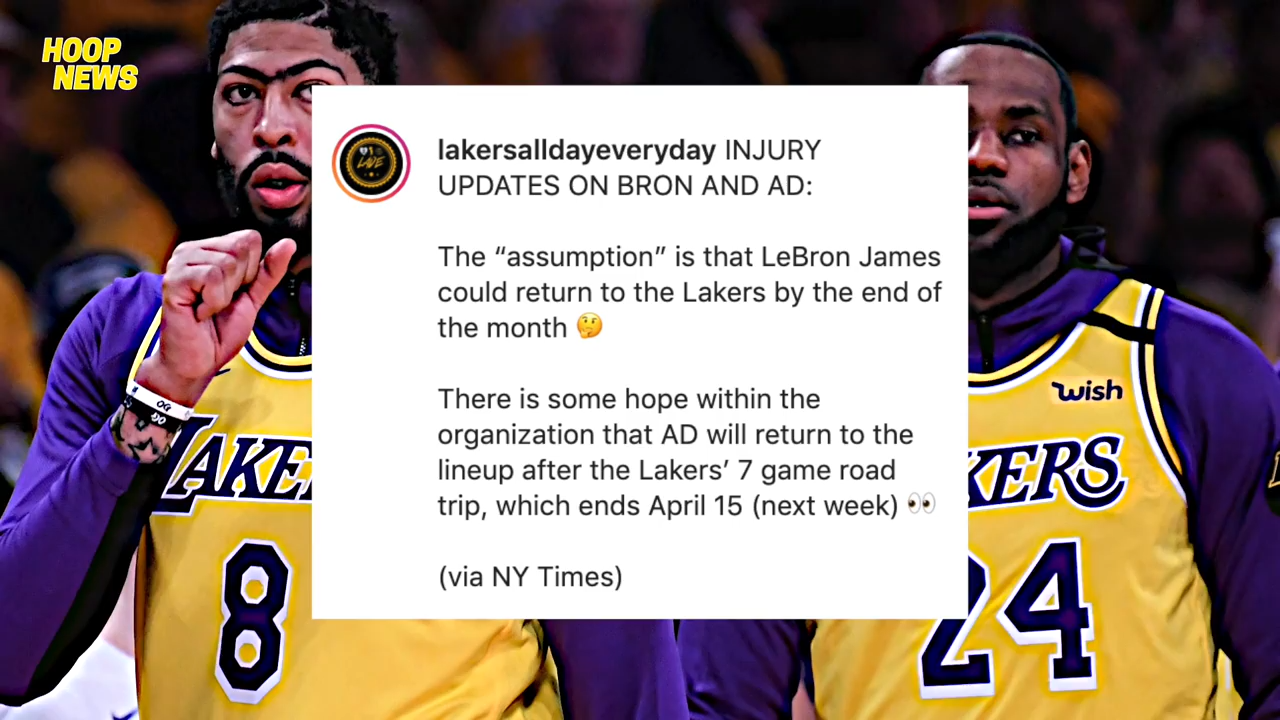 HOOP
NEWS
lakersalldayeveryday INJURY
UPDATES ON BRON AND AD:
The “assumption” is that LeBron James
could return to the Lakers by the end of
the month 🤔
There is some hope within the
organization that AD will return to the
lineup after the Lakers’ 7 game road
trip, which ends April 15 (next week) 👀
(via NY Times)
wish
8
24